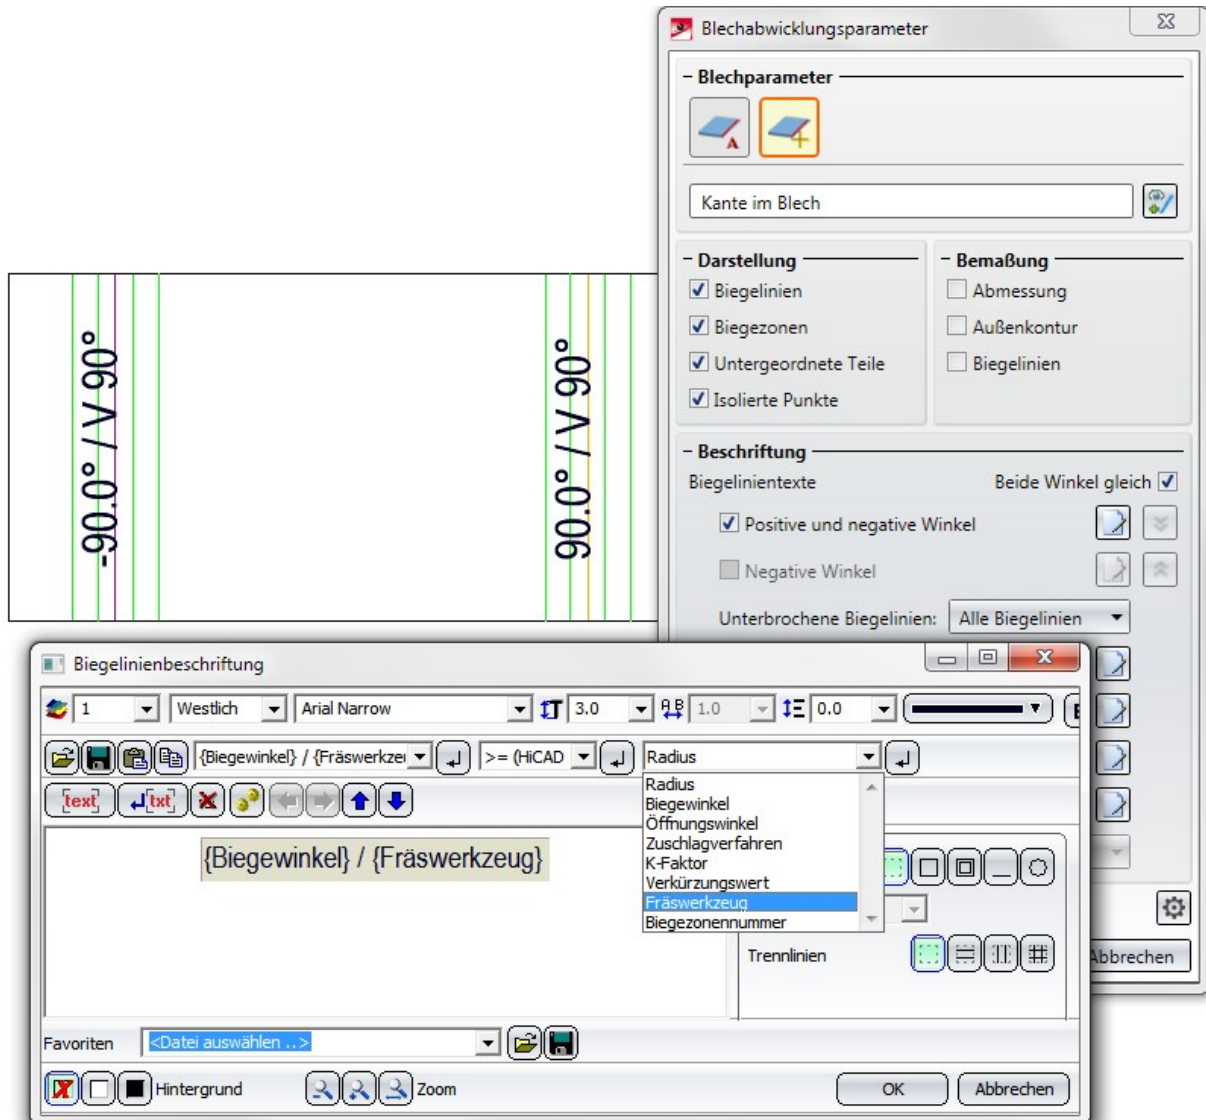 Blechabwicklungsparameter
− Blechparameter
A
Kante im Blech
− Darstellung
Biegelinien
Biegezonen
Untergeordnete Teile
Isolierte Punkte
− Bemaßung
Abmessung
Außenkontur
Biegelinien
− Beschriftung
Biegelinientexte
Beide Winkel gleich
Positive und negative Winkel
Negative Winkel
Unterbrochene Biegelinien: Alle Biegelinien
Abbrechen
-90.0° / V 90°
90.0° / V 90°
Biegelinienbeschriftung
1 Westlich Arial Narrow 3.0 AB 1.0 0.0
{Biegewinkel} / {Fräswerkzeu >= (HiCAD Radius
[text] txt]
Radius
Biegewinkel
Öffnungswinkel
Zuschlagverfahren
K-Faktor
Verkürzungswert
Fräswerkzeug
Biegezonennummer
{Biegewinkel} / {Fräswerkzeug}
Trennlinien
Favoriten <Datei auswählen ..>
Hintergrund Zoom OK Abbrechen